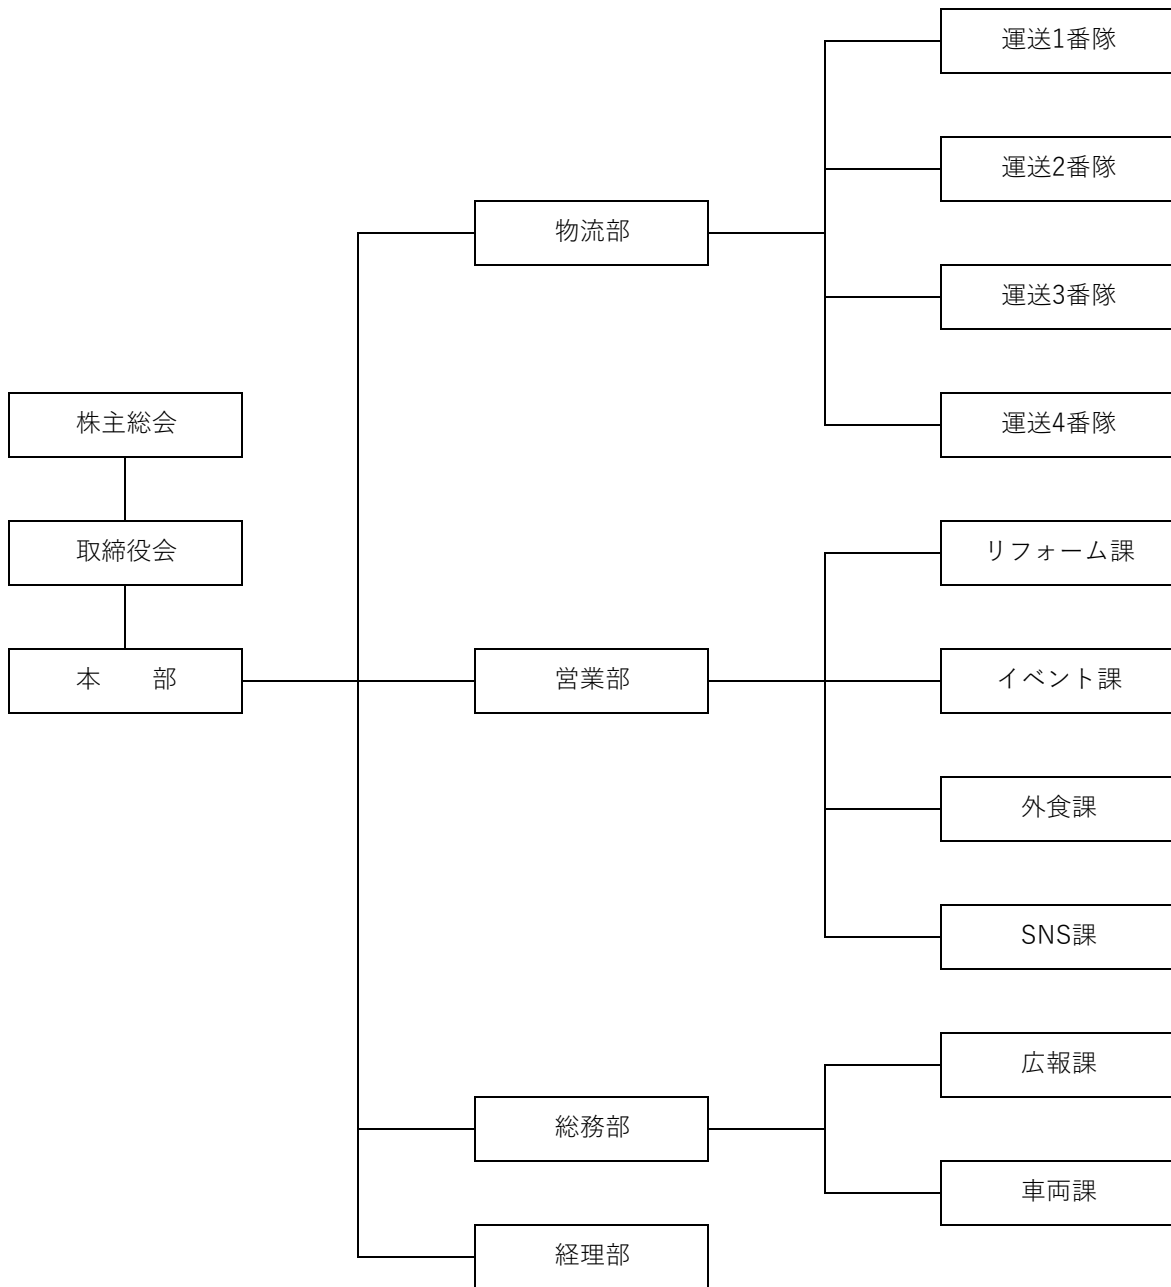 株主総会
取締役会
本　　部
物流部
運送1番隊
運送2番隊
運送3番隊
運送4番隊
営業部
リフォーム課
イベント課
外食課
SNS課
総務部
広報課
車両課
経理部